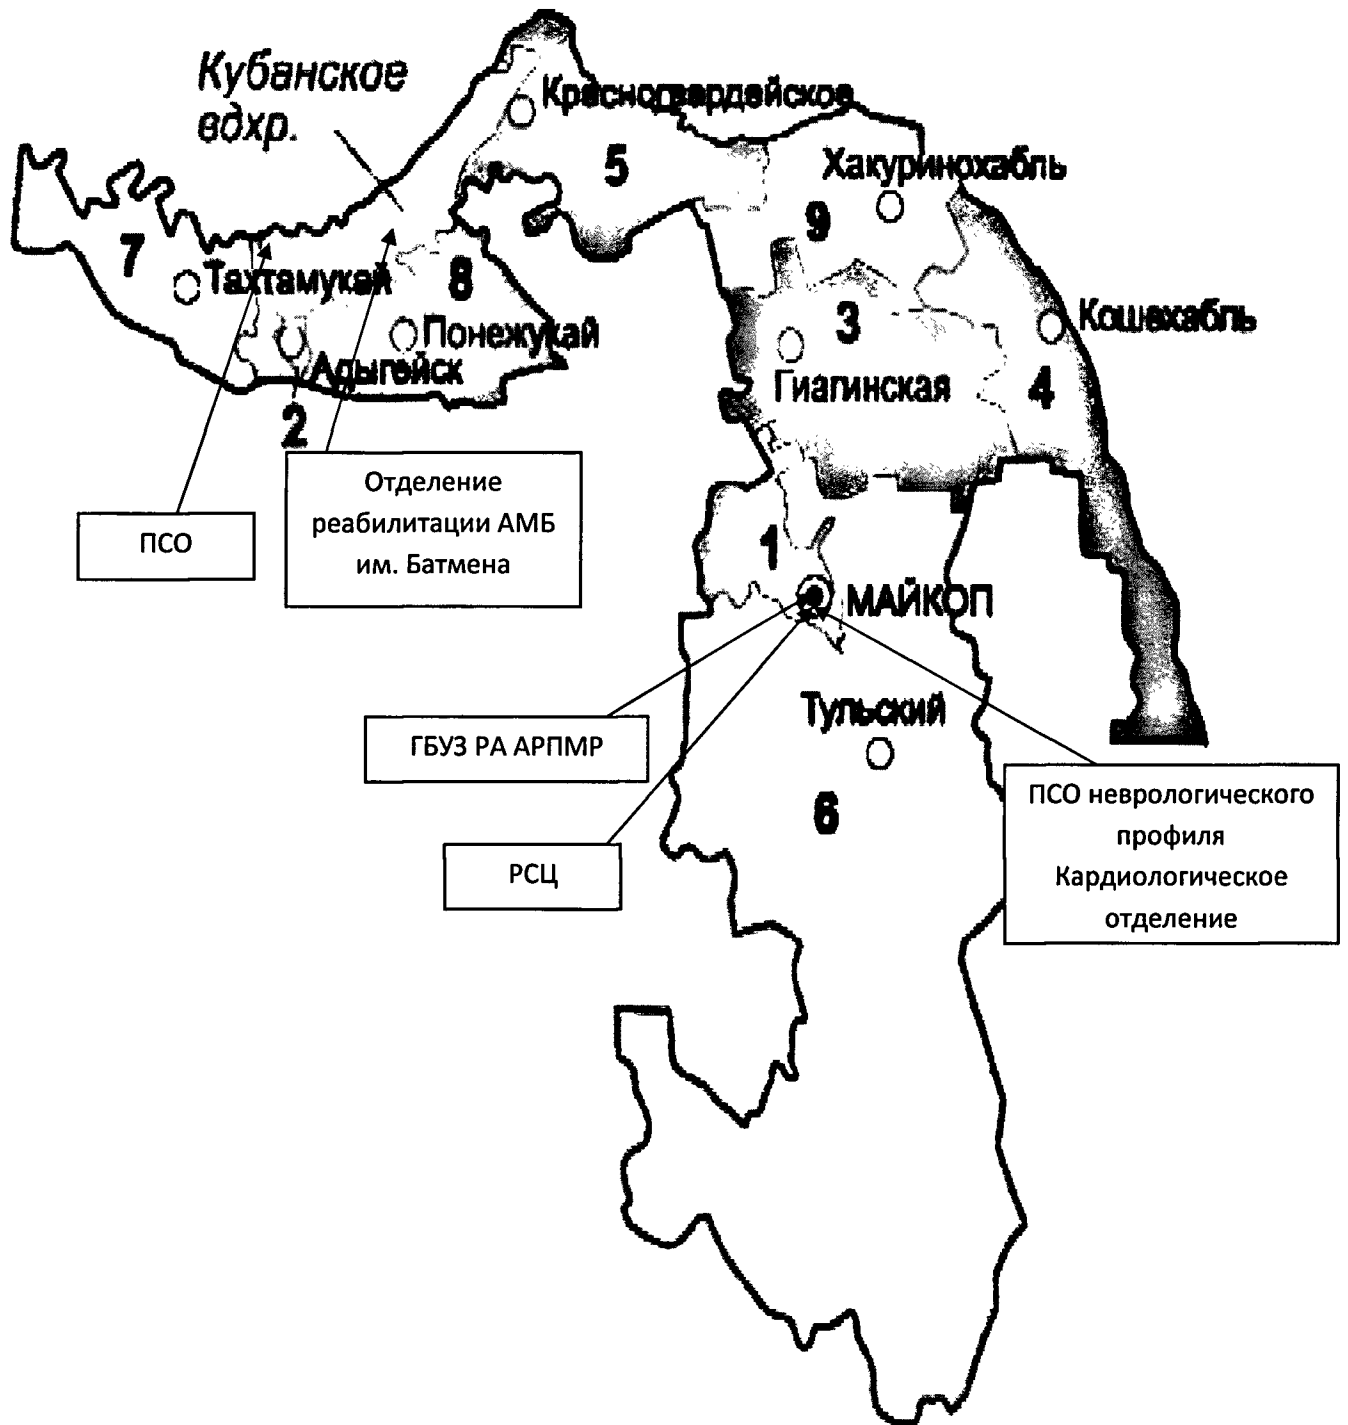 Кубанское
вдхр.
Красногвардейское
5
Хакуринохабль
9
7
Тахтамукай
8
Понежукай
Адыгейск
2
3
Кошехабль
Гиагинская
4
Отделение
реабилитации АМБ
им. Батмена
ПСО
1
МАЙКОП
Тульский
ГБУЗ РА АРПМР
6
РСЦ
ПСО неврологического
профиля
Кардиологическое
отделение